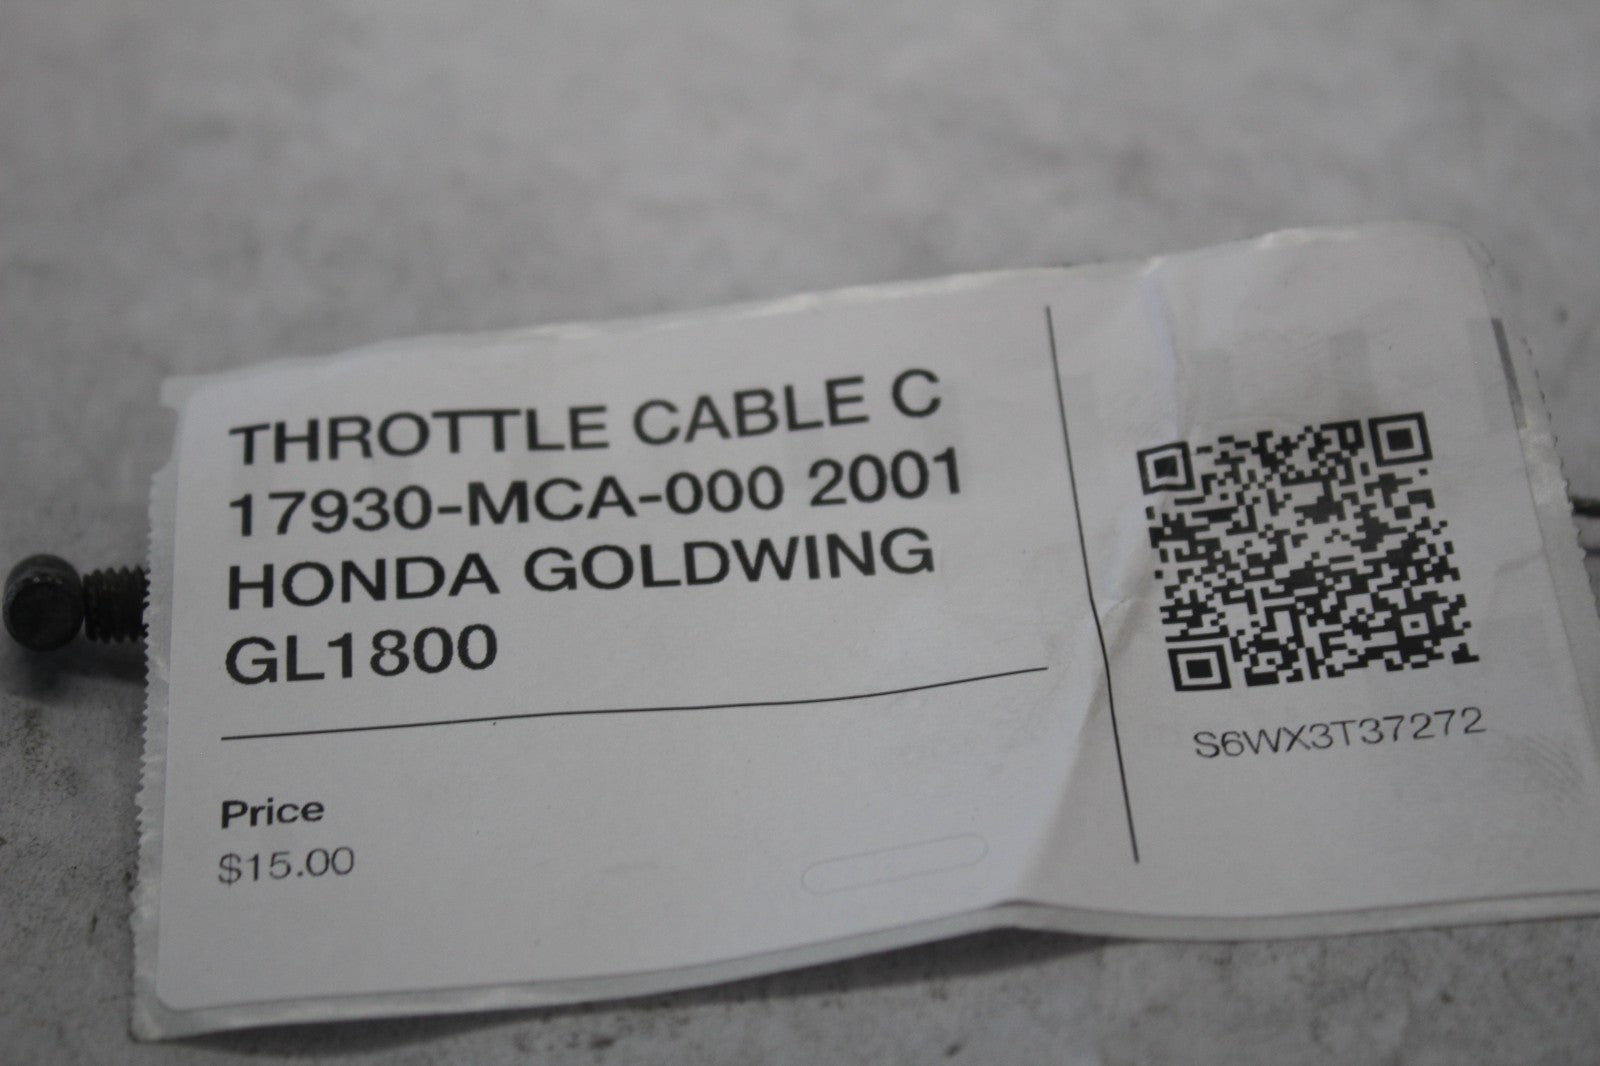 THROTTLE CABLE C
17930-MCA-000 2001
HONDA GOLDWING
GL1800
Price
$15.00
S6WX3T37272